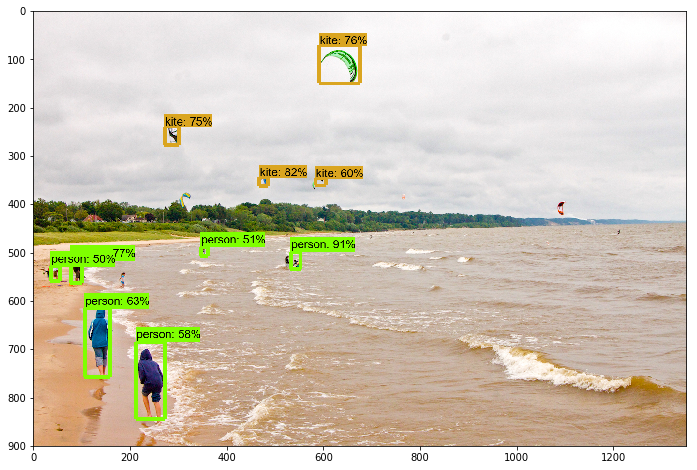 kite: 76%
kite: 75%
kite: 82%
kite: 60%
person: 51%
person: 91%
77%
person: 50%
person: 63%
person: 58%
0
100
200
300
400
500
600
700
800
900
0 200 400 600 800 1000 1200